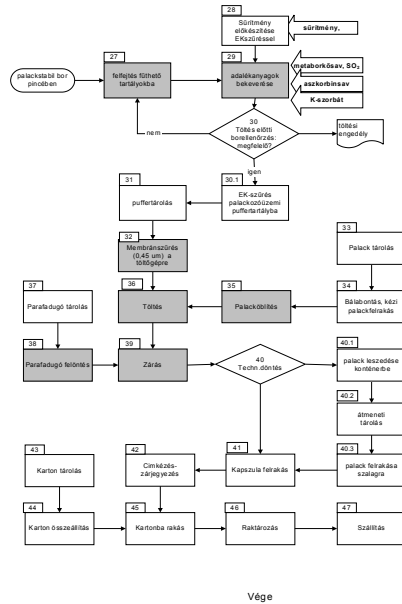 28
Sűrítmény
előkészítése
EKszűréssel
sűrítmény,
27
felfejtés fűthető
tartályokba
29
adalékanyagok
bekeverése
metaborkősav, SO₂
aszkorbinsav
K-szorbát
palackstabil bor
pincében
nem
30
Töltés előtti
borellenőrzés:
megfelelő?
töltési
engedély
igen
31
puffertárolás
30.1
EK-szűrés
palackozóüzemi
puffertartályba
32
Membránszűrés
(0,45 um) a
töltőgépre
33
Palack tárolás
34
Bálabontás, kézi
palackfelrakás
35
Palacköblítés
36
Töltés
37
Parafadugó tárolás
38
Parafadugó felöntés
39
Zárás
40
Techn.döntés
40.1
palack leszedése
konténerbe
40.2
átmeneti
tárolás
40.3
palack felrakása
szalagra
41
Kapszula felrakás
42
Címkézés-
zárjegyezés
43
Karton tárolás
44
Karton összeállítás
45
Kartonba rakás
46
Raktározás
47
Szállítás
Vége